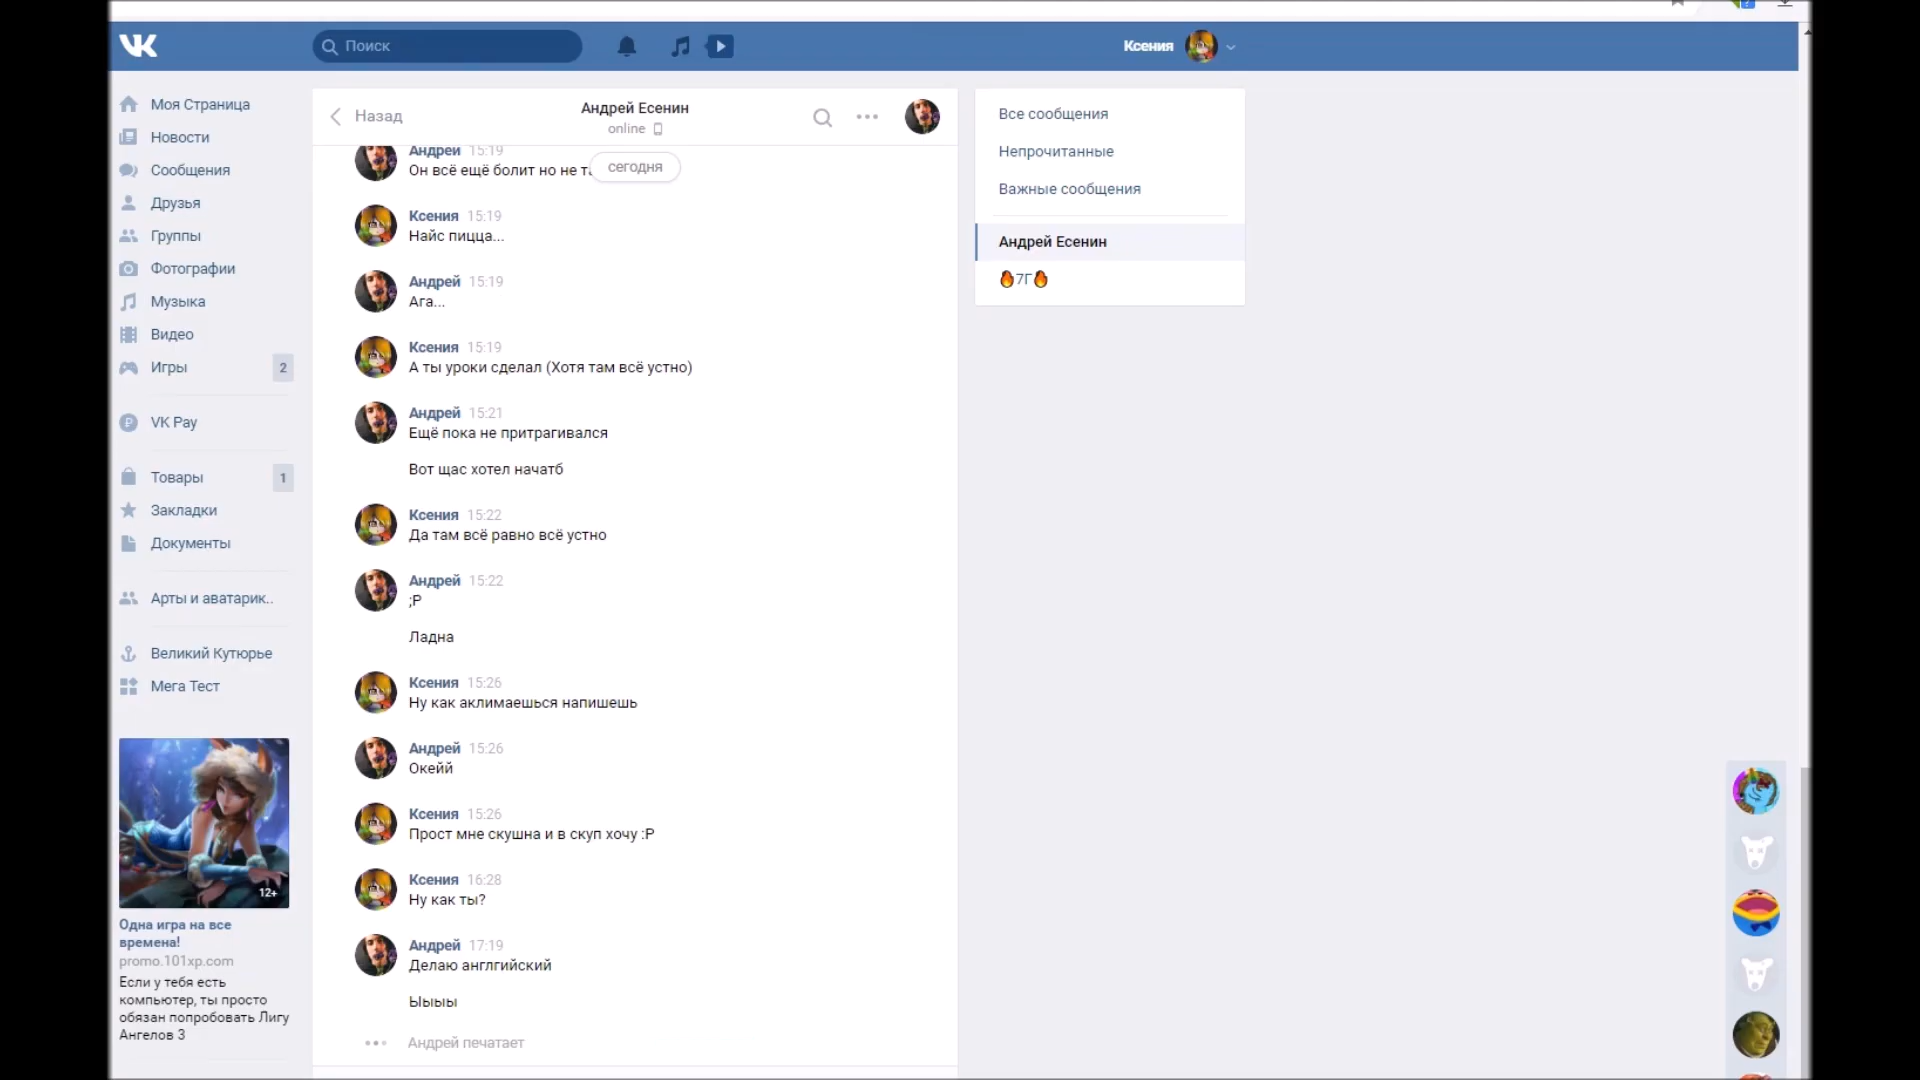 VK
Поиск
Ксения
Моя Страница
Новости
Сообщения
Друзья
Группы
Фотографии
Музыка
Видео
Игры 2
VK Pay
Товары 1
Закладки
Документы
Арты и аватарик..
Великий Кутюрье
Мега Тест
12+
Одна игра на все
времена!
promo.101xp.com
Если у тебя есть
компьютер, ты просто
обязан попробовать Лигу
Ангелов 3
Назад
Андрей Есенин
online
сегодня
Андрей 15:19
Он всё ещё болит но не
Ксения 15:19
Найс пицца...
Андрей 15:19
Ага...
Ксения 15:19
А ты уроки сделал (Хотя там всё устно)
Андрей 15:21
Ещё пока не притрагивался
Вот щас хотел начатб
Ксения 15:22
Да там всё равно всё устно
Андрей 15:22
;P
Ладна
Ксения 15:26
Ну как аклимаешься напишешь
Андрей 15:26
Окейй
Ксения 15:26
Прост мне скушна и в скуп хочу :P
Ксения 16:28
Ну как ты?
Андрей 17:19
Делаю англгийский
Ыыыы
Андрей печатает
Все сообщения
Непрочитанные
Важные сообщения
Андрей Есенин
🔥7Г🔥